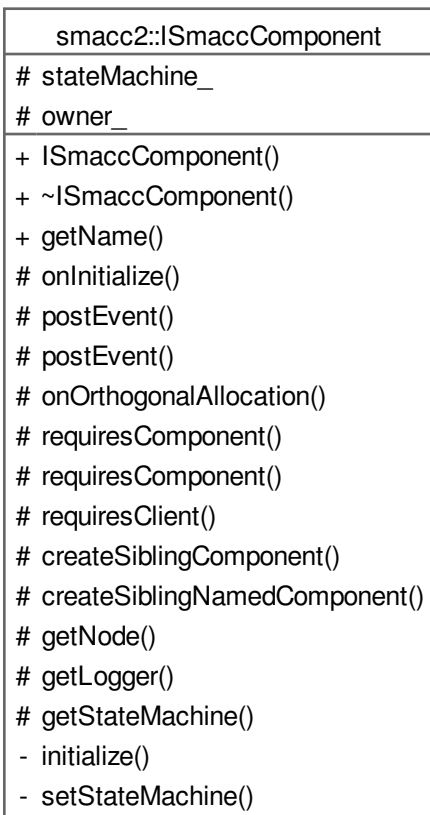 smacc2::ISmaccComponent
# stateMachine_
# owner_
+ ISmaccComponent()
+ ~ISmaccComponent()
+ getName()
# onInitialize()
# postEvent()
# postEvent()
# onOrthogonalAllocation()
# requiresComponent()
# requiresComponent()
# requiresClient()
# createSiblingComponent()
# createSiblingNamedComponent()
# getNode()
# getLogger()
# getStateMachine()
- initialize()
- setStateMachine()